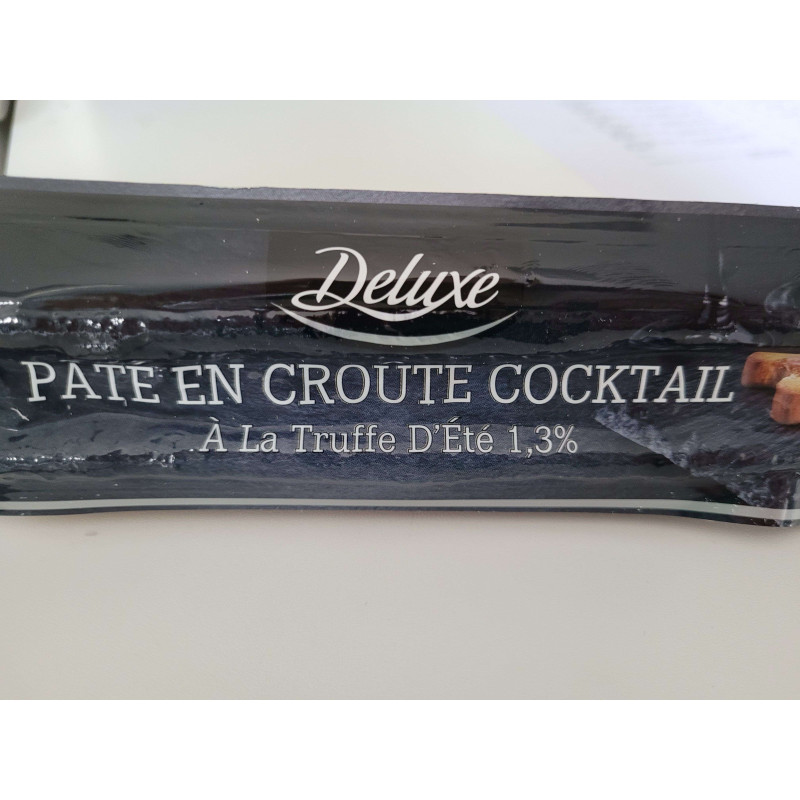 Deluxe
PATÉ EN CROUTE COCKTAIL
À La Truffe D'Été 1,3%